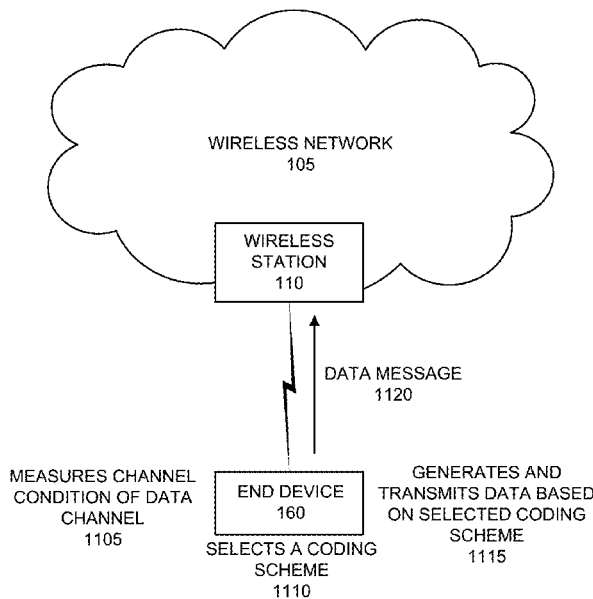 WIRELESS NETWORK
105
WIRELESS
STATION
110
DATA MESSAGE
1120
MEASURES CHANNEL
CONDITION OF DATA
CHANNEL
1105
END DEVICE
160
SELECTS A CODING
SCHEME
1110
GENERATES AND
TRANSMITS DATA BASED
ON SELECTED CODING
SCHEME
1115